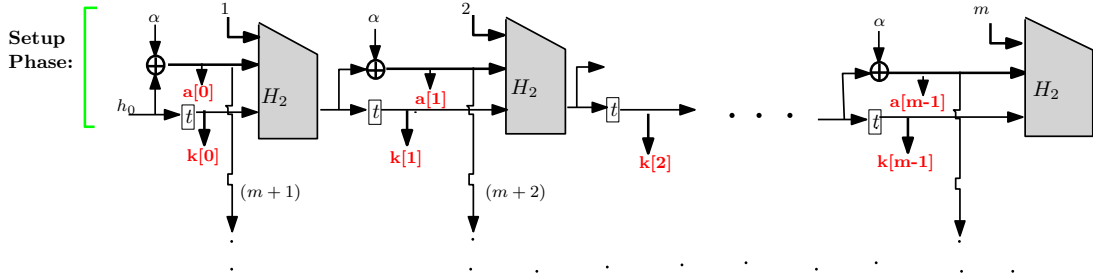 1
2
m
α
α
α
Setup
Phase:
H₂
H₂
H₂
a[0]
a[1]
a[m-1]
h₀
t
t
t
t
k[0]
k[1]
k[2]
k[m-1]
. . . .
(m + 1)
(m + 2)